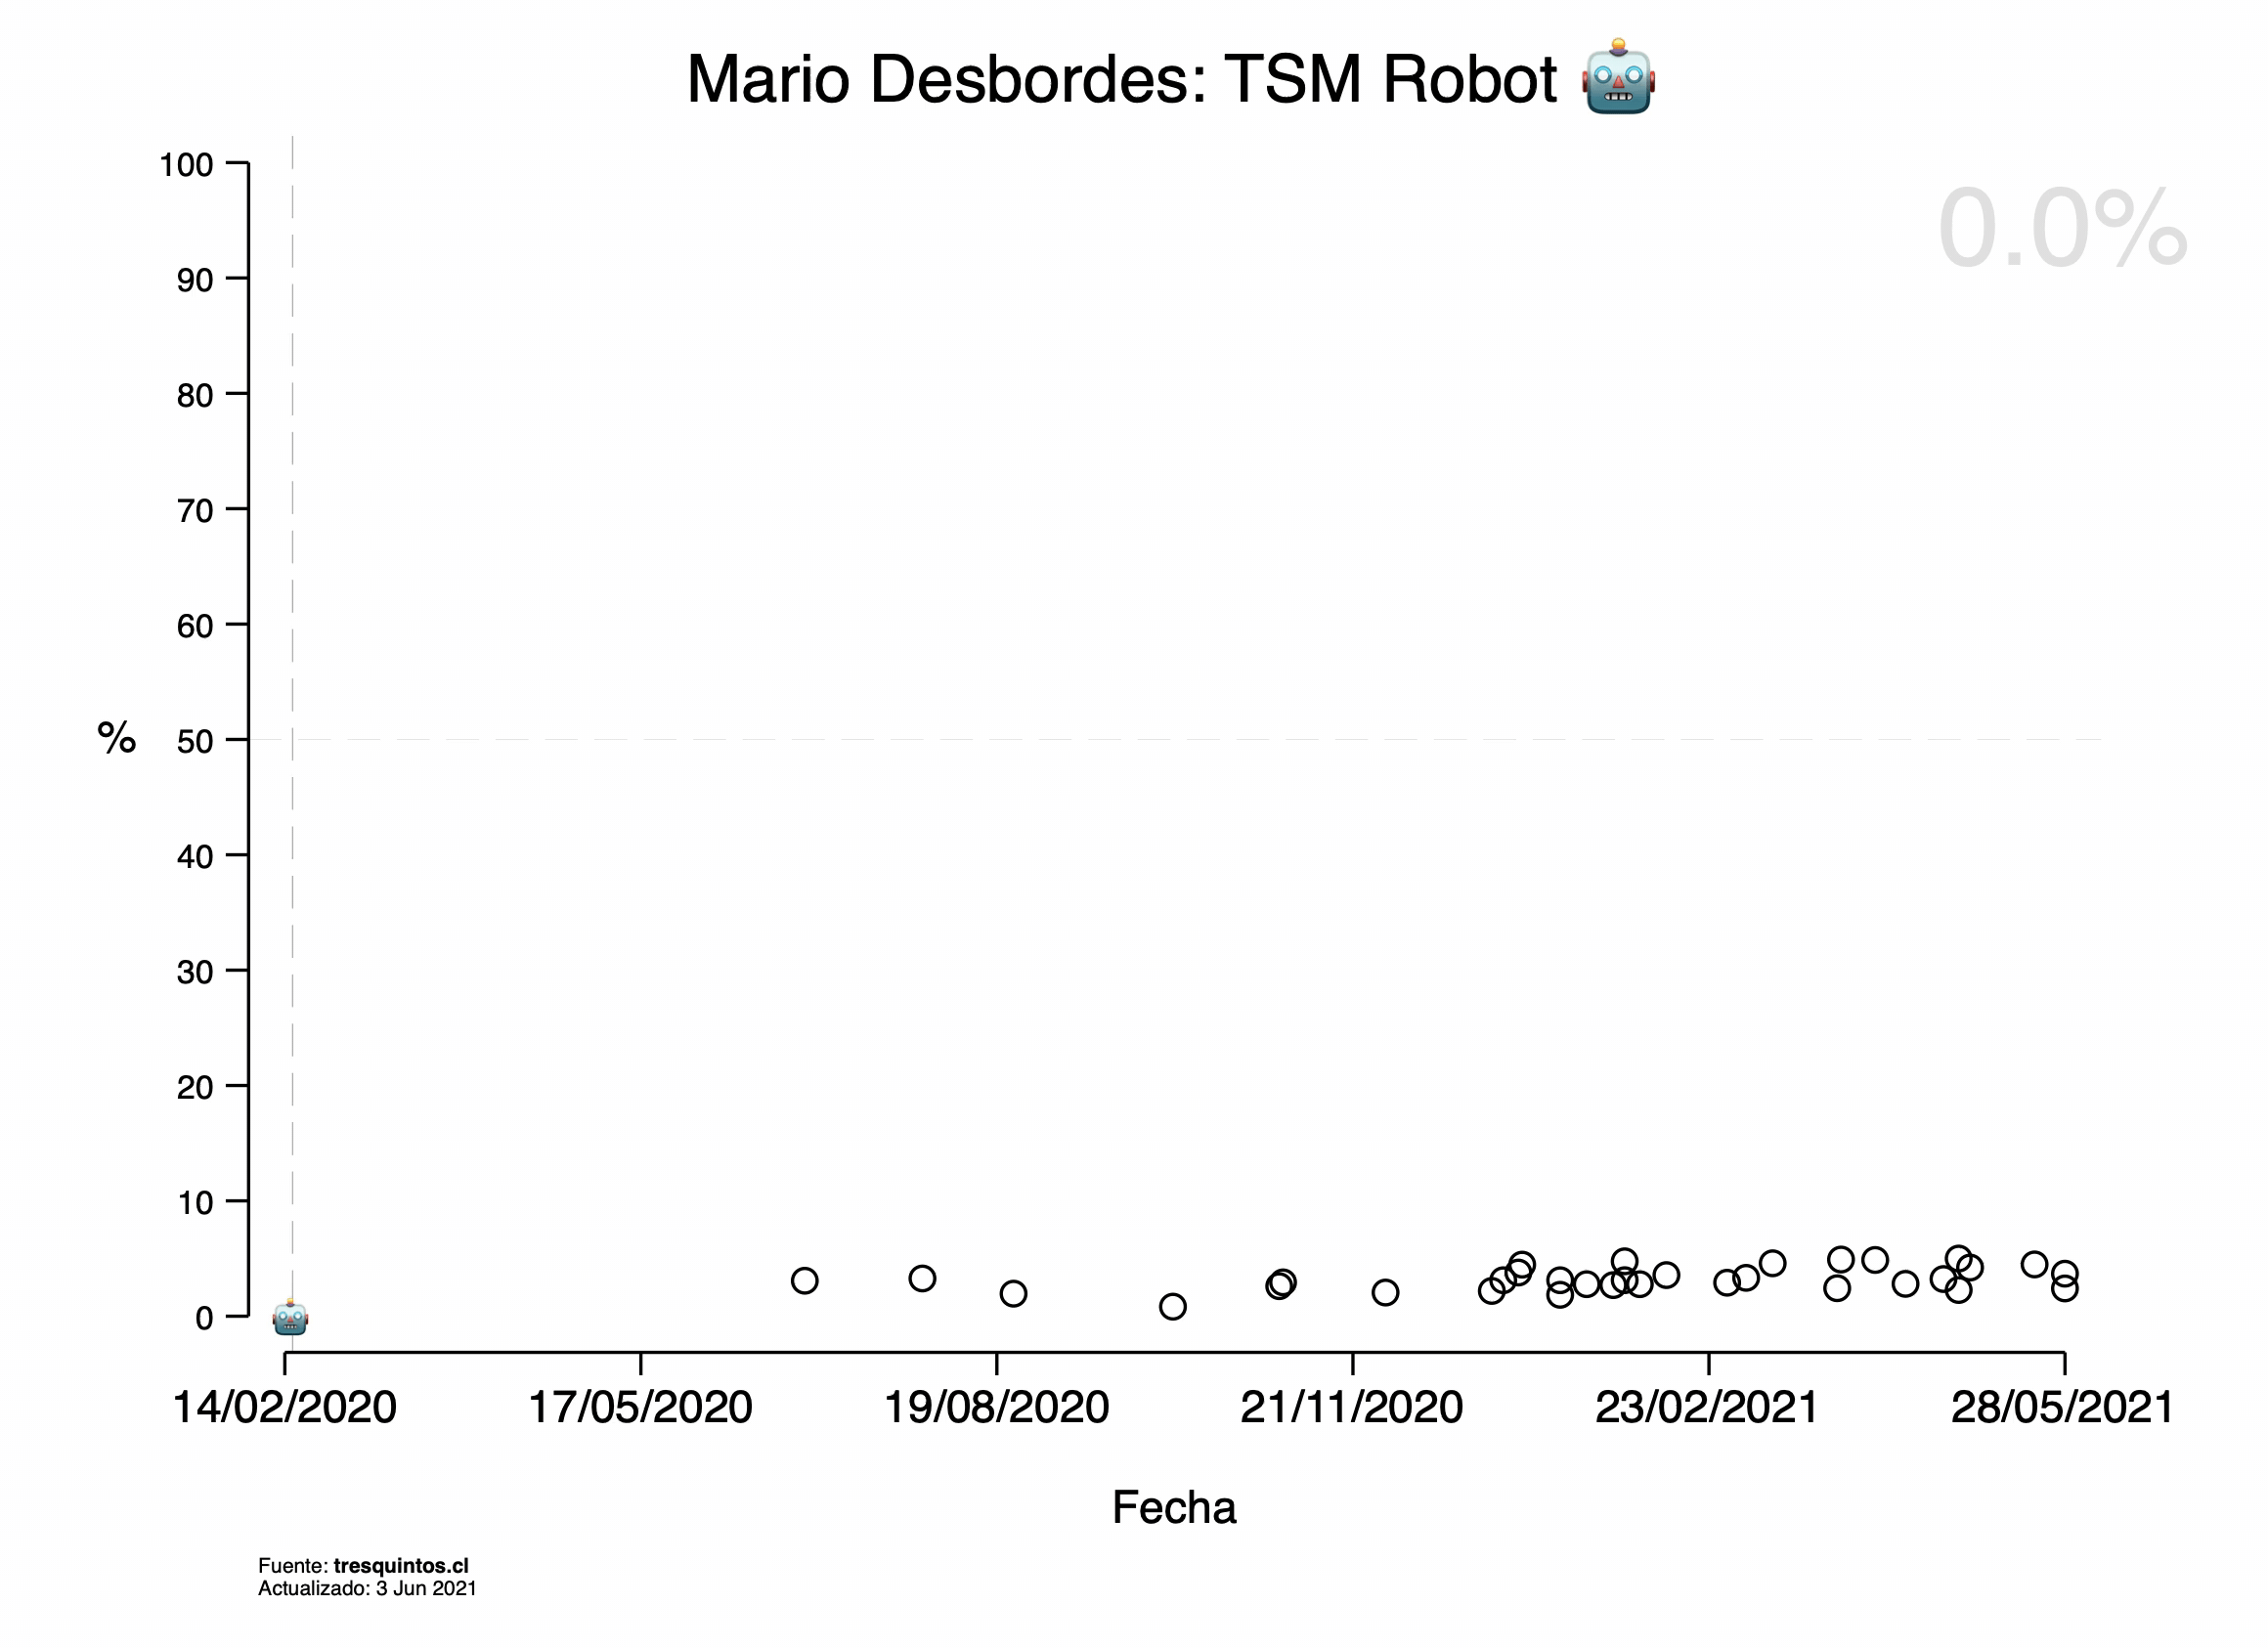 Mario Desbordes: TSM Robot 🤖
100
0.0%
90
80
70
60
% 50
40
30
20
10
0
14/02/2020 17/05/2020 19/08/2020 21/11/2020 23/02/2021 28/05/2021
Fecha
Fuente: tresquintos.cl
Actualizado: 3 Jun 2021